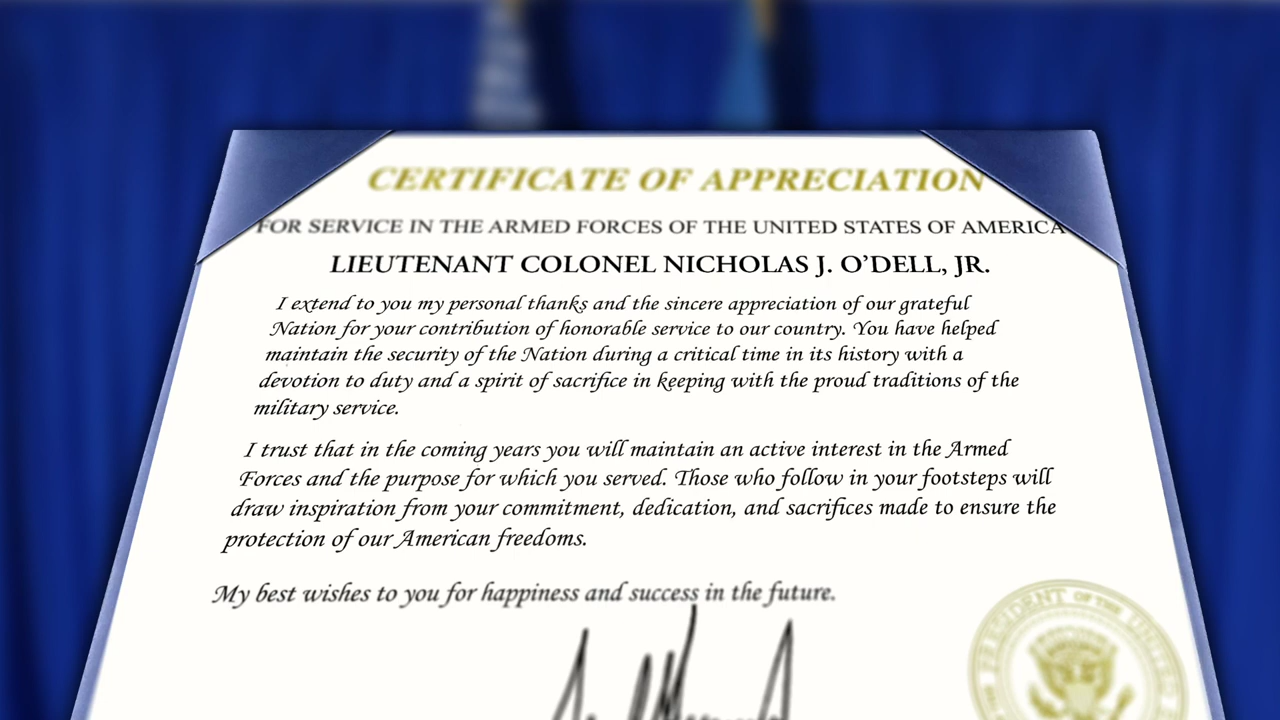 CERTIFICATE OF APPRECIATION
FOR SERVICE IN THE ARMED FORCES OF THE UNITED STATES OF AMERICA
LIEUTENANT COLONEL NICHOLAS J. O’DELL, JR.
I extend to you my personal thanks and the sincere appreciation of our grateful
Nation for your contribution of honorable service to our country. You have helped
maintain the security of the Nation during a critical time in its history with a
devotion to duty and a spirit of sacrifice in keeping with the proud traditions of the
military service.
I trust that in the coming years you will maintain an active interest in the Armed
Forces and the purpose for which you served. Those who follow in your footsteps will
draw inspiration from your commitment, dedication, and sacrifices made to ensure the
protection of our American freedoms.
My best wishes to you for happiness and success in the future.
PRESIDENT OF THE UNITED